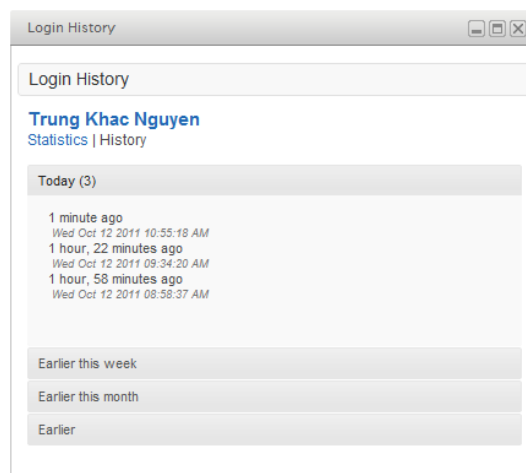 Login History
Login History
Trung Khac Nguyen
Statistics | History
Today (3)
1 minute ago
Wed Oct 12 2011 10:55:18 AM
1 hour, 22 minutes ago
Wed Oct 12 2011 09:34:20 AM
1 hour, 58 minutes ago
Wed Oct 12 2011 08:58:37 AM
Earlier this week
Earlier this month
Earlier